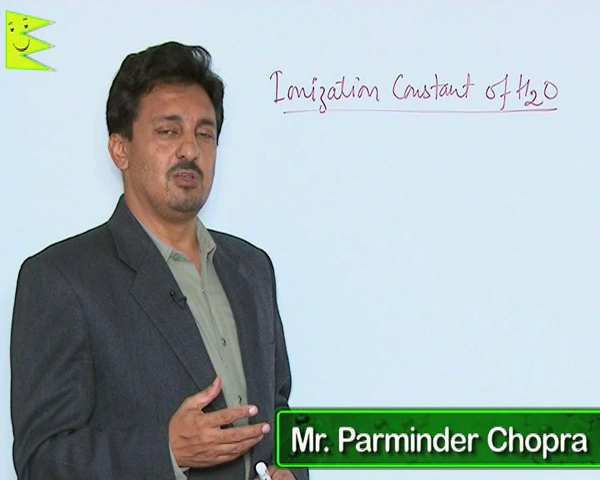 Ionization Constant of H₂O
Mr. Parminder Chopra